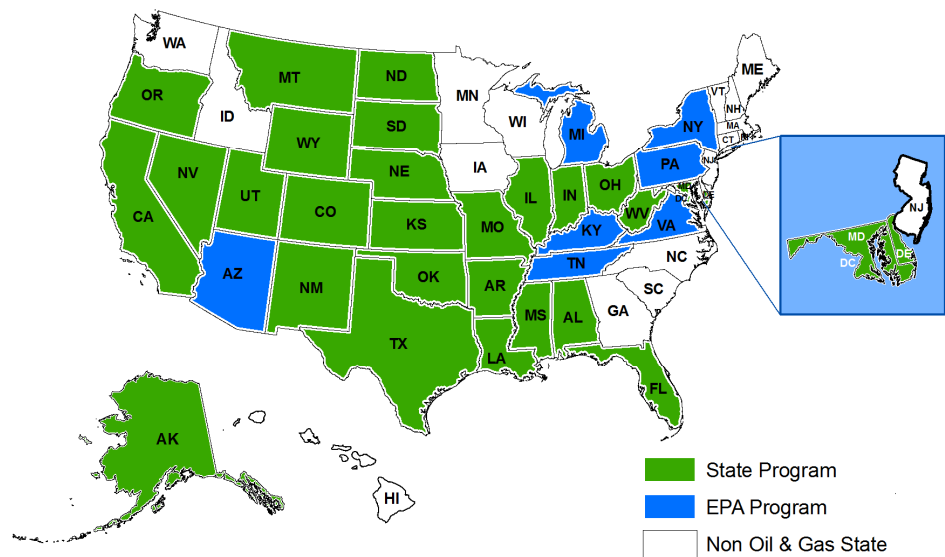 WA
MT
ND
MN
ME
VT
NH
OR
ID
SD
WI
MI
NY
MA
CT
WY
IA
PA
NJ
NV
UT
NE
IL
IN
OH
MD
DE
DC
NJ
CA
CO
KS
MO
WV
VA
KY
MD
DE
DC
AZ
NM
OK
AR
TN
NC
SC
TX
LA
MS
AL
GA
FL
AK
HI
State Program
EPA Program
Non Oil & Gas State